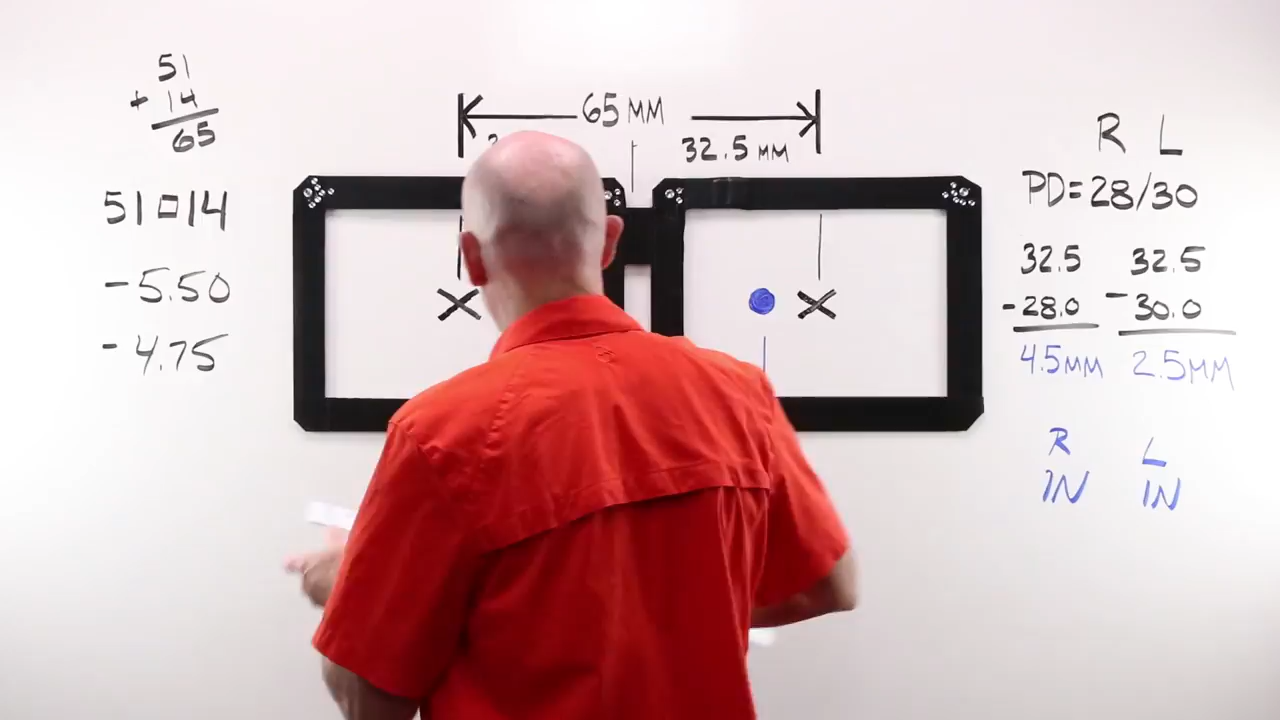 51
+ 14
65
51□14
-5.50
-4.75
65 MM
32.5 MM
R L
PD=28/30
32.5 32.5
-28.0 -30.0
4.5MM 2.5MM
R L
IN IN